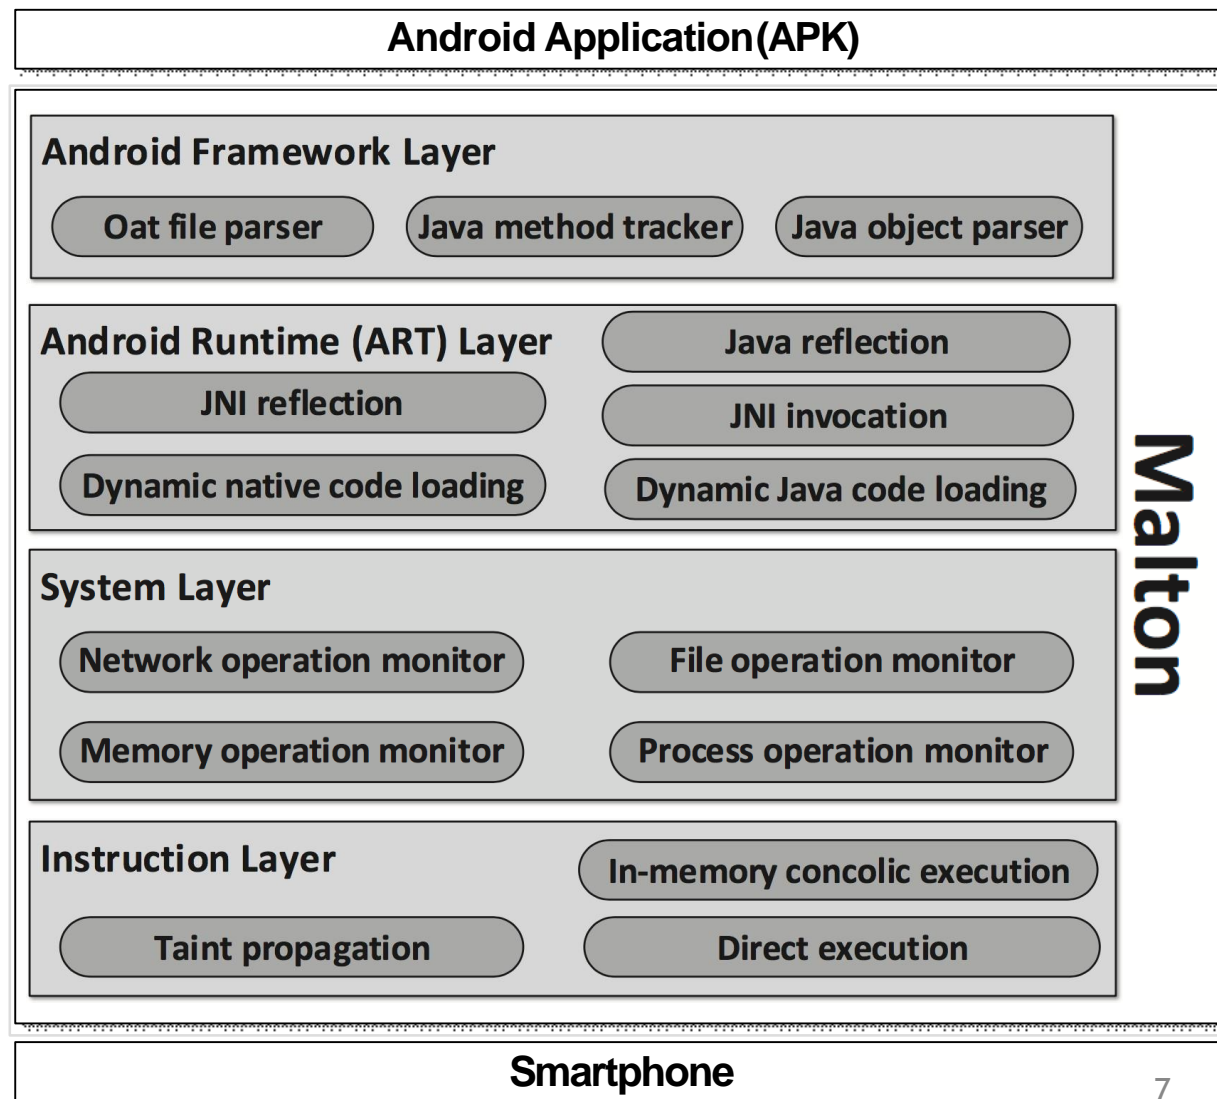 Android Application(APK)
Android Framework Layer
Oat file parser
Java method tracker
Java object parser
Android Runtime (ART) Layer
Java reflection
JNI reflection
JNI invocation
Dynamic native code loading
Dynamic Java code loading
System Layer
Network operation monitor
File operation monitor
Memory operation monitor
Process operation monitor
Instruction Layer
In-memory concolic execution
Taint propagation
Direct execution
Malton
Smartphone
7